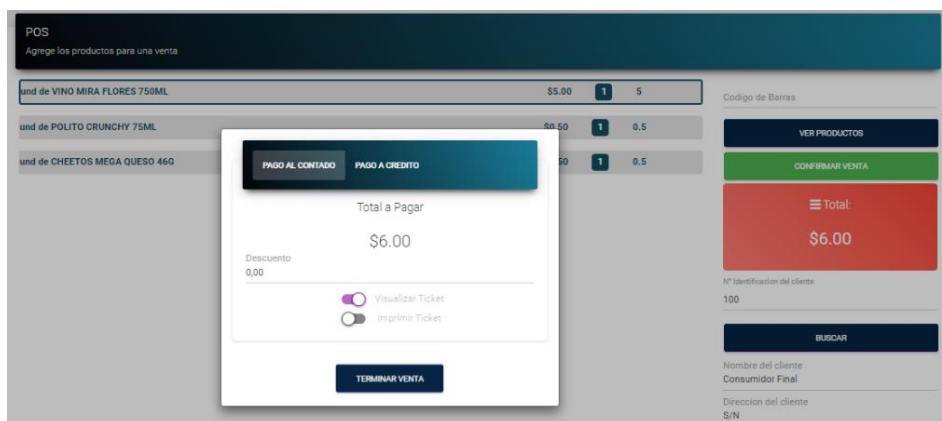 POS
Agrege los productos para una venta
und de VINO MIRA FLORES 750ML $5.00 1 5
und de POLITO CRUNCHY 75ML $0.50 1 0.5
und de CHEETOS MEGA QUESO 46G 50 1 0.5
PAGO AL CONTADO PAGO A CREDITO
Total a Pagar
$6.00
Descuento
0,00
Visualizar Ticket
Imprimir Ticket
TERMINAR VENTA
Codigo de Barras
VER PRODUCTOS
CONFIRMAR VENTA
Total:
$6.00
N° Identificacion del cliente
100
BUSCAR
Nombre del cliente
Consumidor Final
Direccion del cliente
S/N